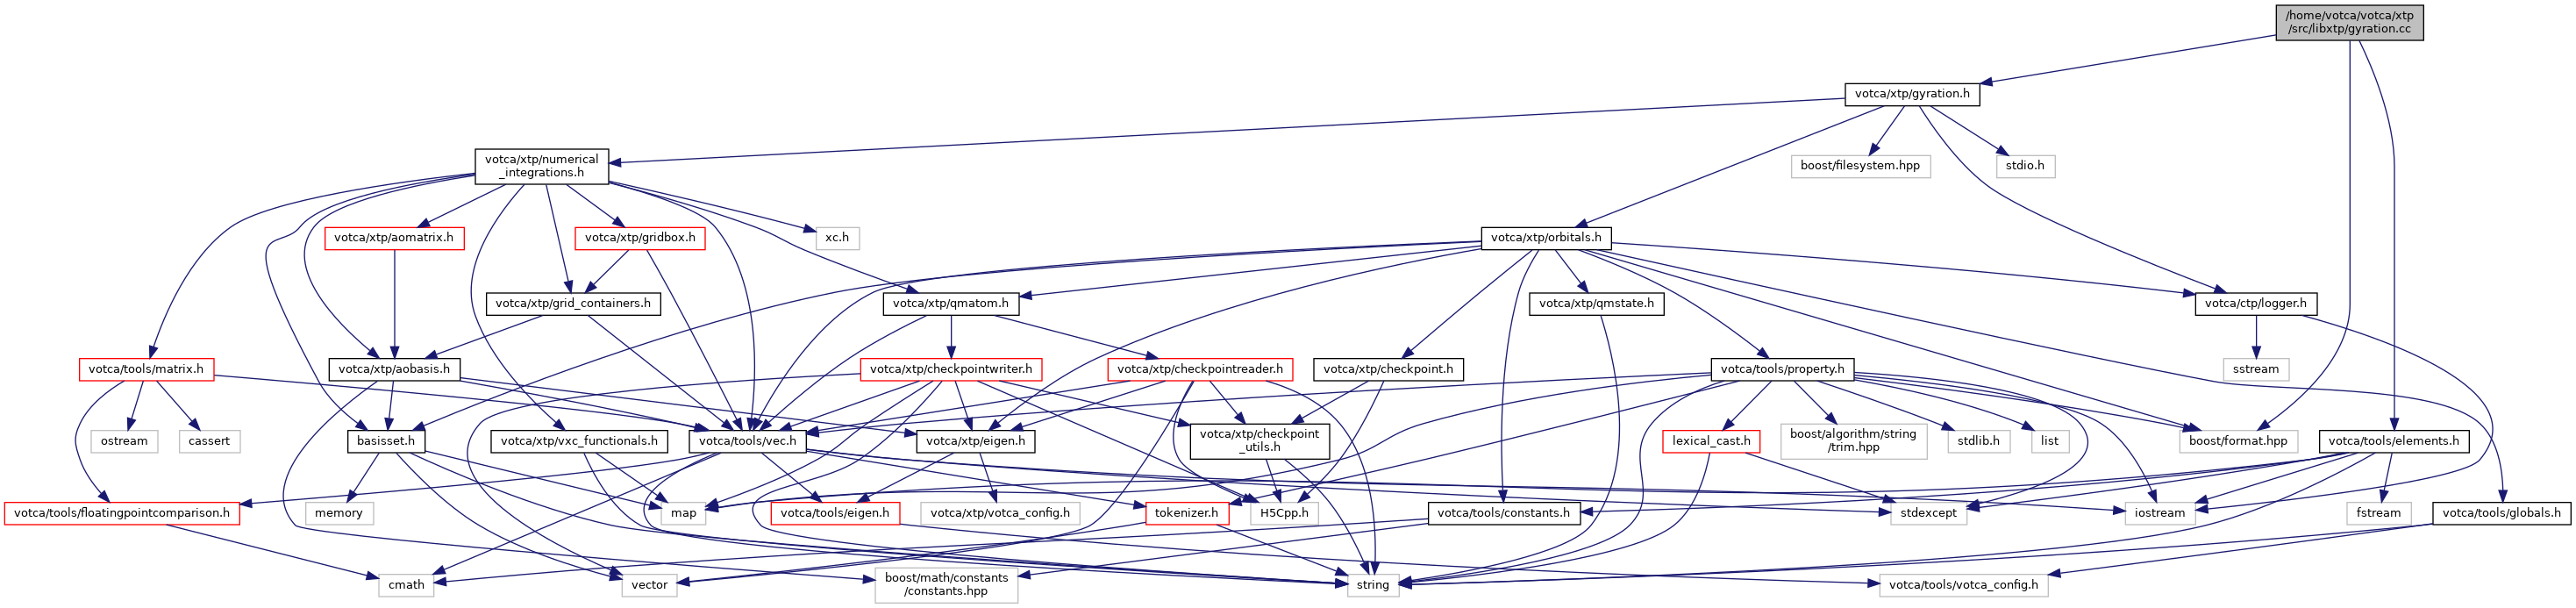 /home/votca/votca/xtp
/src/libxtp/gyration.cc
votca/xtp/gyration.h
votca/xtp/numerical
_integrations.h
boost/filesystem.hpp
stdio.h
votca/xtp/aomatrix.h
votca/xtp/gridbox.h
xc.h
votca/xtp/orbitals.h
votca/xtp/grid_containers.h
votca/xtp/qmatom.h
votca/xtp/qmstate.h
votca/ctp/logger.h
votca/tools/matrix.h
votca/xtp/aobasis.h
votca/xtp/checkpointwriter.h
votca/xtp/checkpointreader.h
votca/xtp/checkpoint.h
votca/tools/property.h
sstream
ostream
cassert
basisset.h
votca/xtp/vxc_functionals.h
votca/tools/vec.h
votca/xtp/eigen.h
votca/xtp/checkpoint
_utils.h
lexical_cast.h
boost/algorithm/string
/trim.hpp
stdlib.h
list
boost/format.hpp
votca/tools/elements.h
votca/tools/floatingpointcomparison.h
memory
map
votca/tools/eigen.h
votca/xtp/votca_config.h
tokenizer.h
H5Cpp.h
votca/tools/constants.h
stdexcept
iostream
fstream
votca/tools/globals.h
cmath
vector
boost/math/constants
/constants.hpp
string
votca/tools/votca_config.h